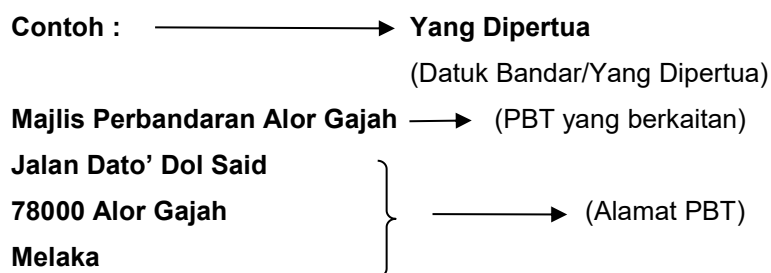 Contoh : Yang Dipertua
(Datuk Bandar/Yang Dipertua)
Majlis Perbandaran Alor Gajah (PBT yang berkaitan)
Jalan Dato’ Dol Said
78000 Alor Gajah (Alamat PBT)
Melaka